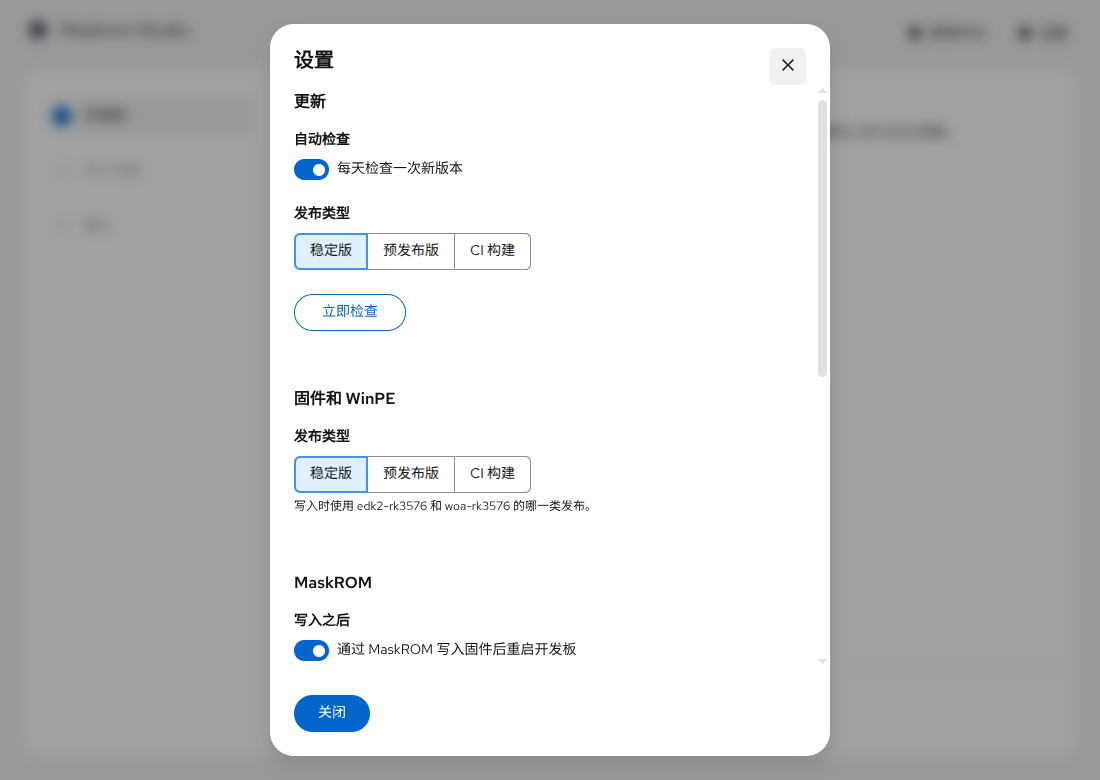 设置
更新
自动检查
每天检查一次新版本
发布类型
稳定版 预发布版 CI 构建
立即检查
固件和 WinPE
发布类型
稳定版 预发布版 CI 构建
写入时使用 edk2-rk3576 和 woa-rk3576 的哪一类发布。
MaskROM
写入之后
通过 MaskROM 写入固件后重启开发板
关闭